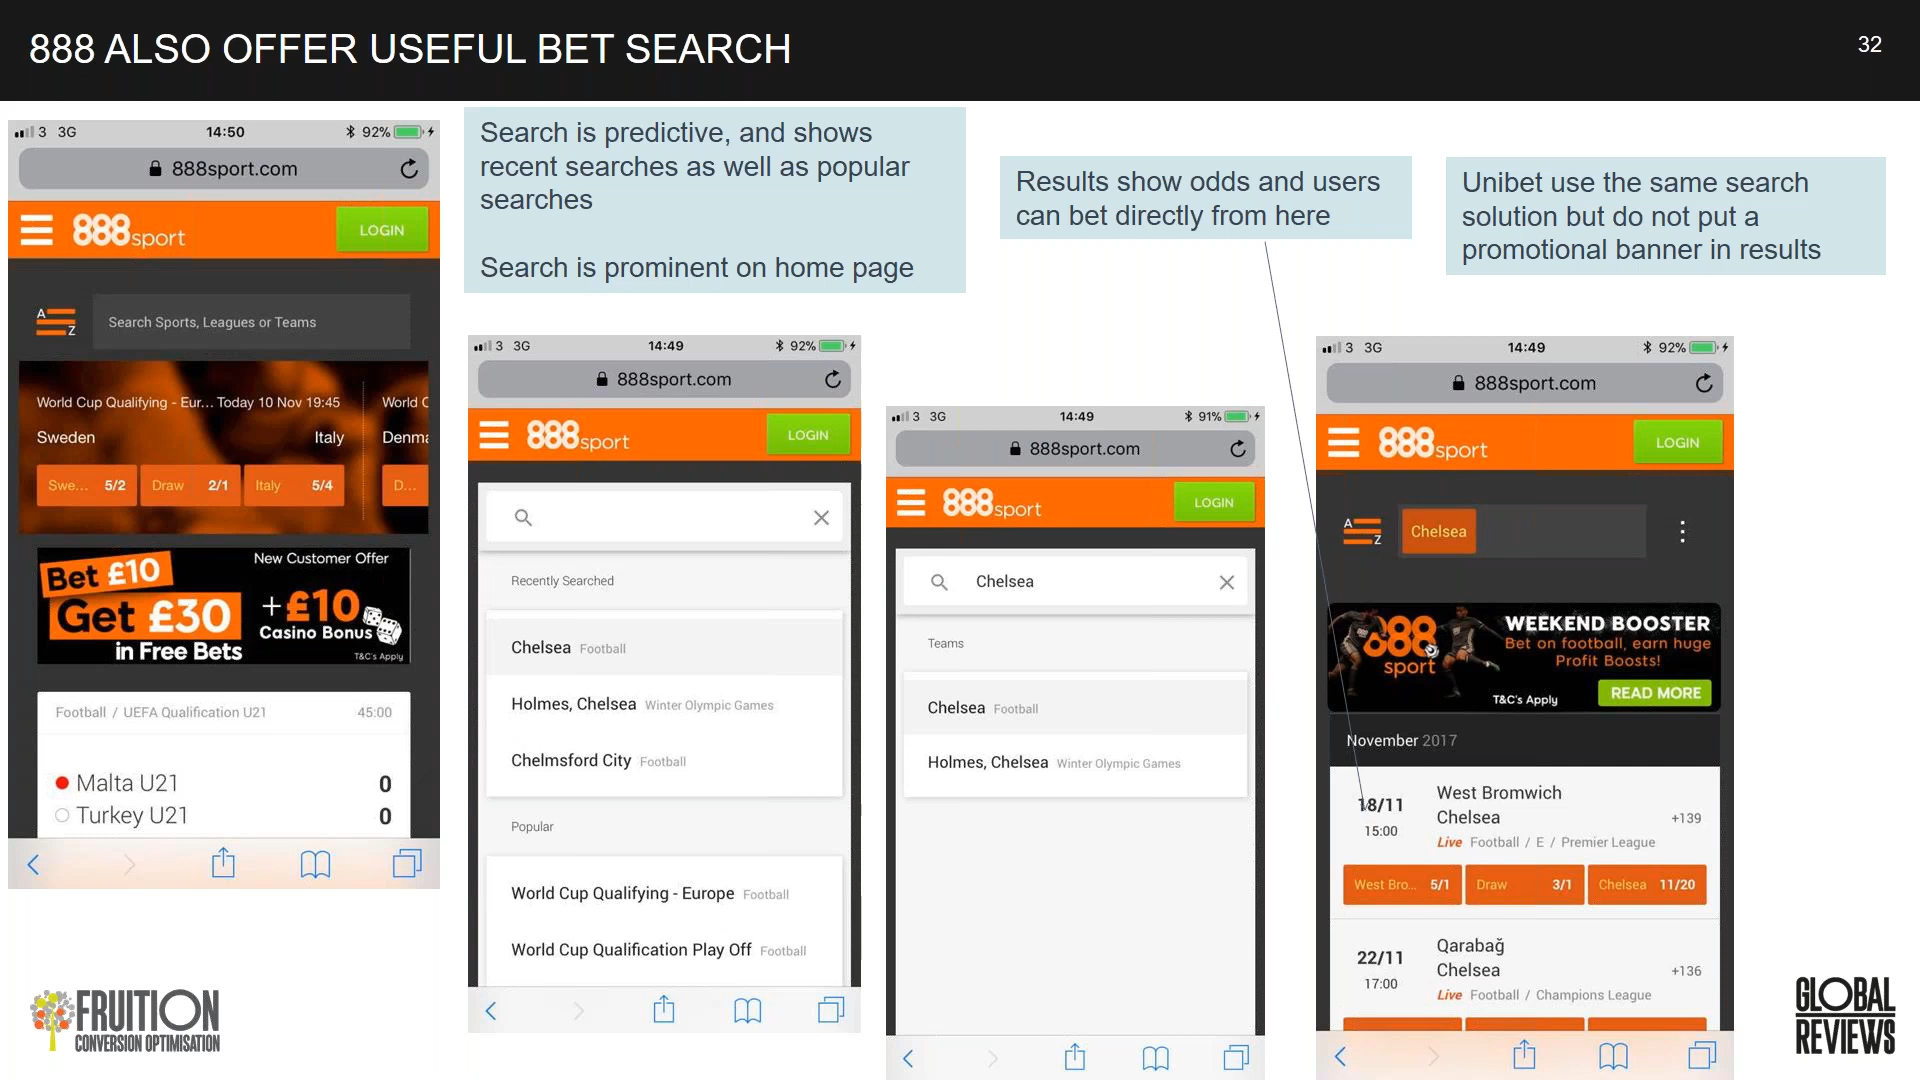 888 ALSO OFFER USEFUL BET SEARCH
32
3 3G 14:50 92%
888sport.com
888sport
LOGIN
A
Z
Search Sports, Leagues or Teams
World Cup Qualifying - Eur... Today 10 Nov 19:45
World C
Sweden
Italy
Denma
Swe... 5/2
Draw 2/1
Italy 5/4
D...
Bet £10
Get £30
in Free Bets
New Customer Offer
+£10
Casino Bonus
T&C's Apply
Football / UEFA Qualification U21
45:00
Malta U21 0
Turkey U21 0
Search is predictive, and shows
recent searches as well as popular
searches
Search is prominent on home page
3 3G 14:49 92%
888sport.com
888sport
LOGIN
Recently Searched
Chelsea Football
Holmes, Chelsea Winter Olympic Games
Chelmsford City Football
Popular
World Cup Qualifying - Europe Football
World Cup Qualification Play Off Football
Results show odds and users
can bet directly from here
3 3G 14:49 91%
888sport.com
888sport
LOGIN
Chelsea
Teams
Chelsea Football
Holmes, Chelsea Winter Olympic Games
Unibet use the same search
solution but do not put a
promotional banner in results
3 3G 14:49 92%
888sport.com
888sport
LOGIN
A
Z
Chelsea
888
sport
WEEKEND BOOSTER
Bet on football, earn huge
Profit Boosts!
T&C's Apply
READ MORE
November 2017
18/11
15:00
West Bromwich
Chelsea
+139
Live Football / E / Premier League
West Bro... 5/1
Draw 3/1
Chelsea 11/20
22/11
17:00
Qarabağ
Chelsea
+136
Live Football / Champions League
FRUITION
CONVERSION OPTIMISATION
GLOBAL
REVIEWS